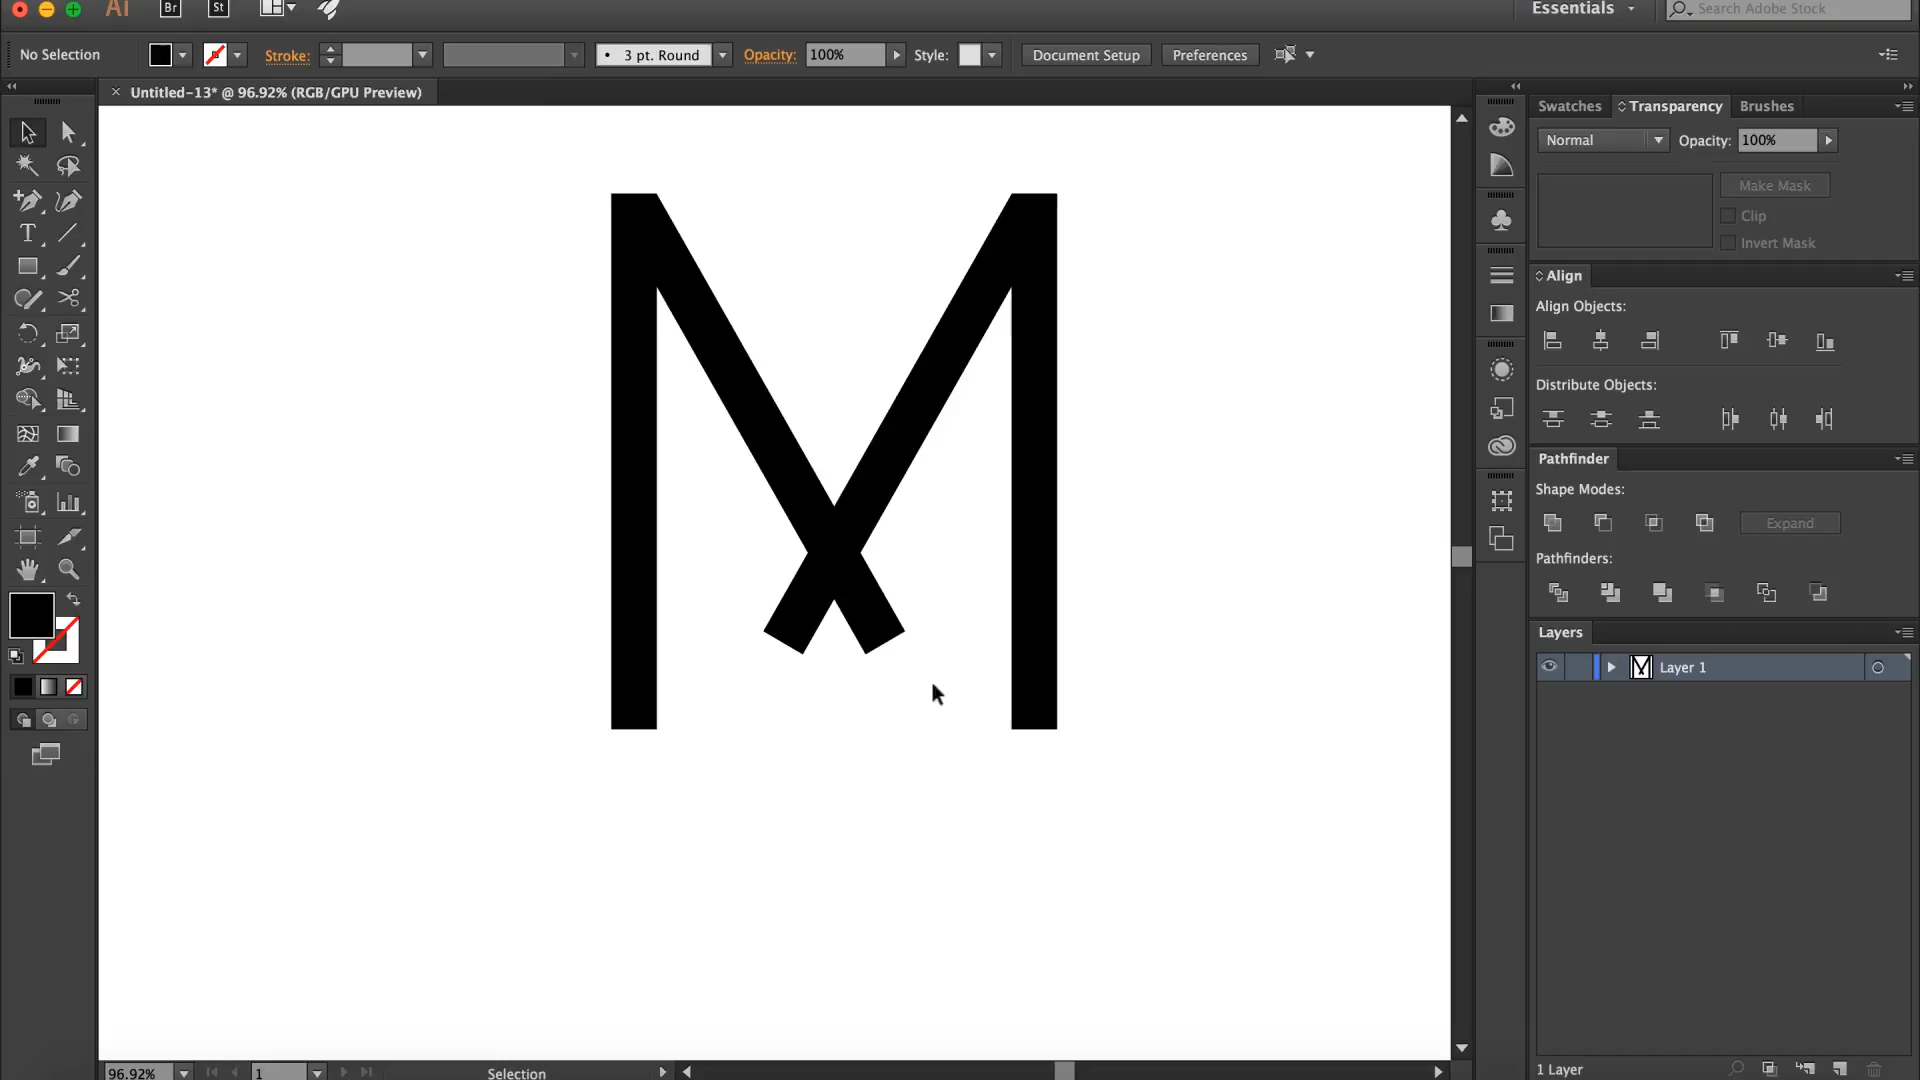 Ai Br St Essentials Search Adobe Stock
No Selection Stroke: • 3 pt. Round Opacity: 100% Style: Document Setup Preferences
× Untitled-13* @ 96.92% (RGB/GPU Preview)
Swatches Transparency Brushes
Normal Opacity: 100%
Make Mask
Clip
Invert Mask
Align
Align Objects:
Distribute Objects:
Pathfinder
Shape Modes:
Expand
Pathfinders:
Layers
Layer 1
M
96.92% 1 Selection
1 Layer